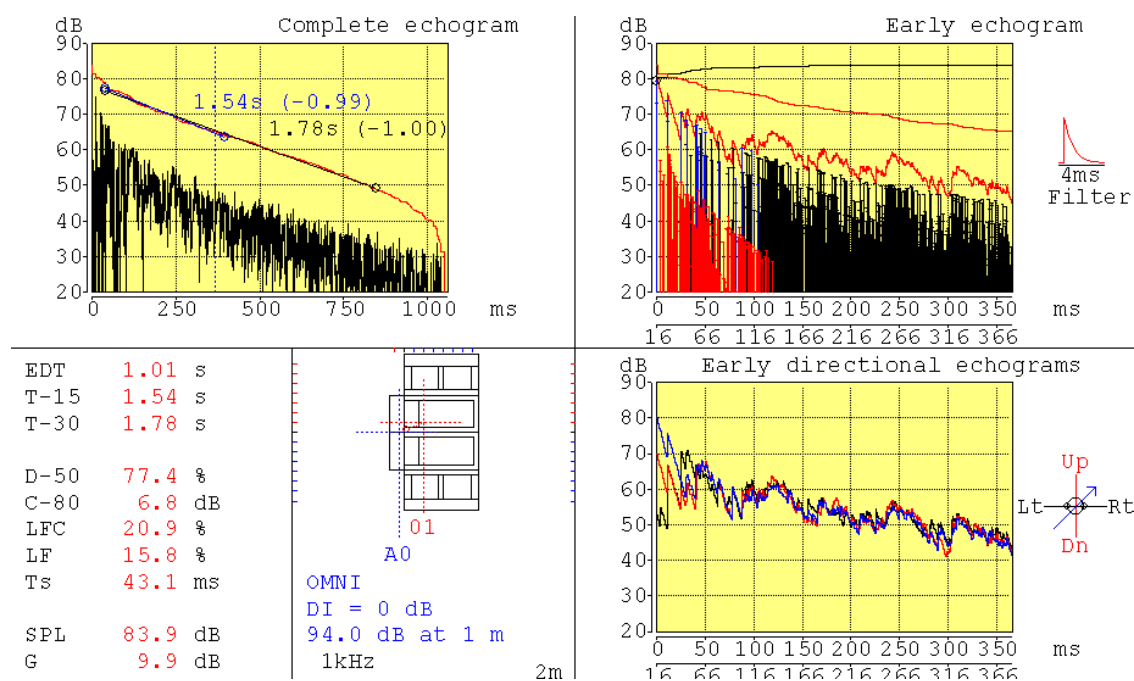 dB Complete echogram
90
80
70
60
50
40
30
20
1.54s (-0.99)
1.78s (-1.00)
0 250 500 750 1000 ms
dB Early echogram
90
80
70
60
50
40
30
20
0 50 100 150 200 250 300 350 ms
16 66 116 166 216 266 316 366
4ms
Filter
EDT 1.01 s
T-15 1.54 s
T-30 1.78 s
D-50 77.4 %
C-80 6.8 dB
LFC 20.9 %
LF 15.8 %
Ts 43.1 ms
SPL 83.9 dB
G 9.9 dB
01
A0
OMNI
DI = 0 dB
94.0 dB at 1 m
1kHz
2m
dB Early directional echograms
90
80
70
60
50
40
30
20
0 50 100 150 200 250 300 350 ms
16 66 116 166 216 266 316 366
Up
Lt Rt
Dn